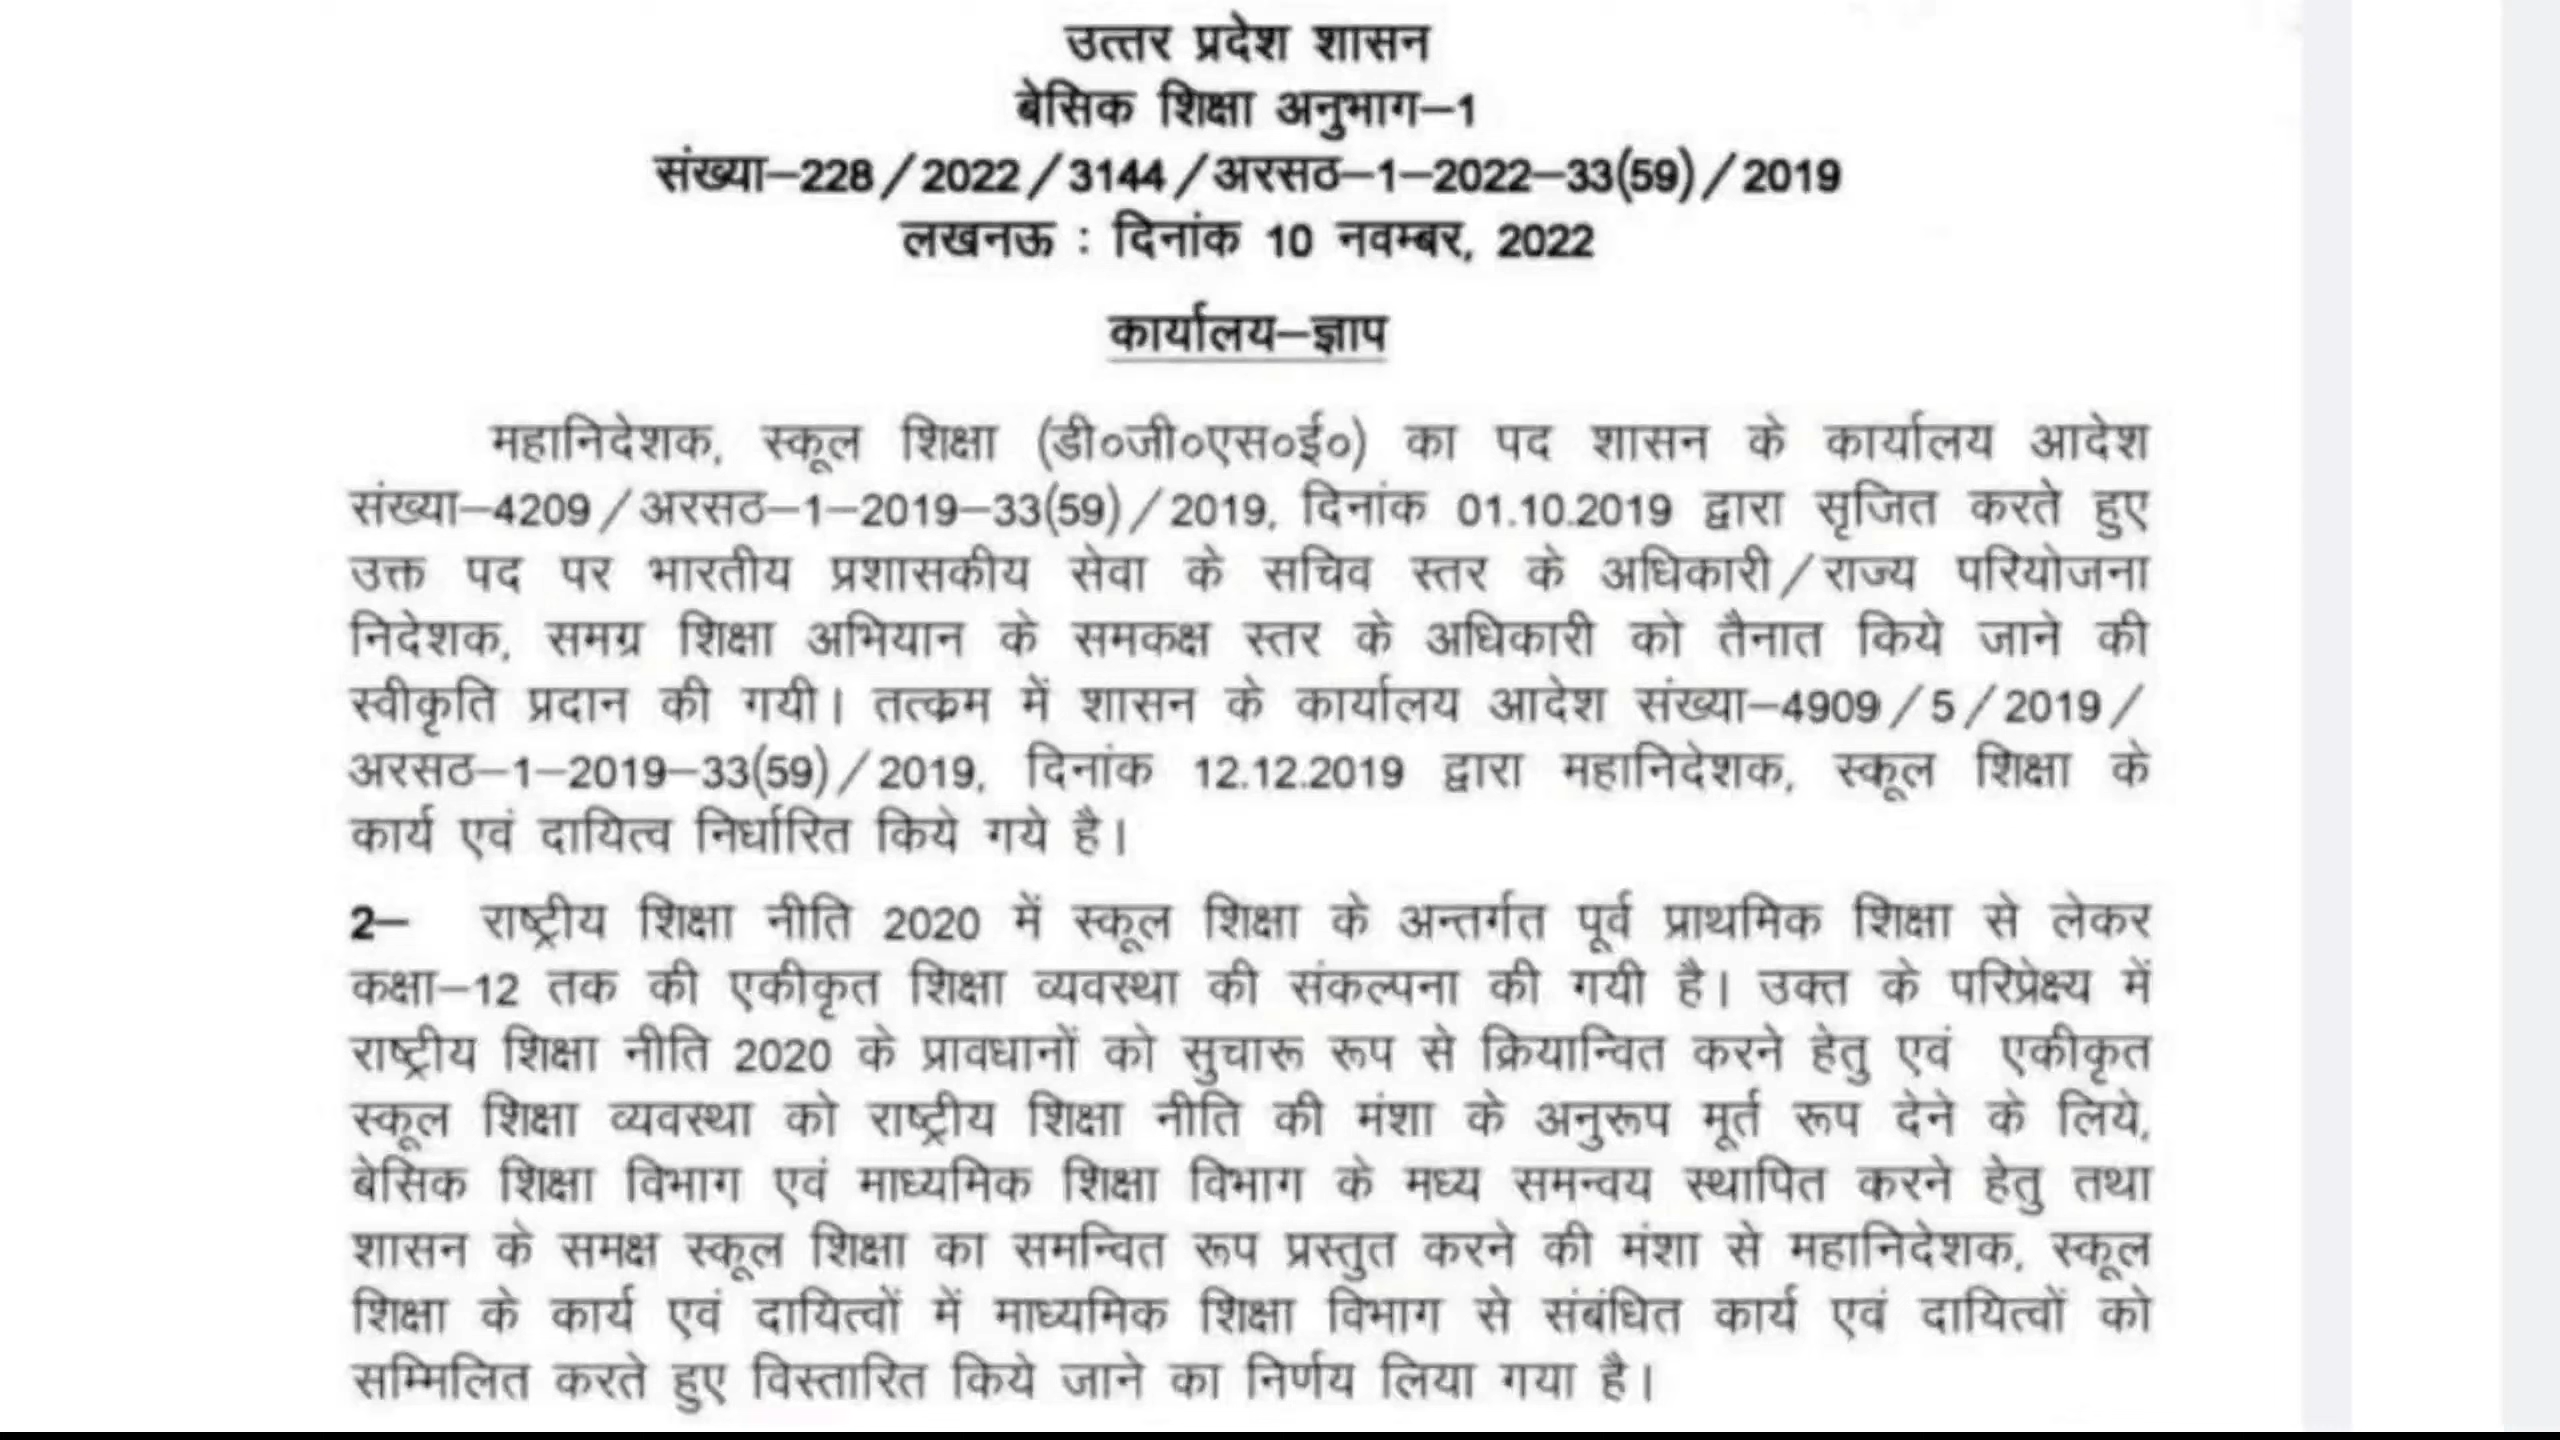 उत्तर प्रदेश शासन
बेसिक शिक्षा अनुभाग–1
संख्या–228/2022/3144/अरसठ–1–2022–33(59)/2019
लखनऊ : दिनांक 10 नवम्बर, 2022
कार्यालय–ज्ञाप
महानिदेशक, स्कूल शिक्षा (डी०जी०एस०ई०) का पद शासन के कार्यालय आदेश
संख्या–4209/अरसठ–1–2019–33(59)/2019, दिनांक 01.10.2019 द्वारा सृजित करते हुए
उक्त पद पर भारतीय प्रशासकीय सेवा के सचिव स्तर के अधिकारी/राज्य परियोजना
निदेशक, समग्र शिक्षा अभियान के समकक्ष स्तर के अधिकारी को तैनात किये जाने की
स्वीकृति प्रदान की गयी। तत्क्रम में शासन के कार्यालय आदेश संख्या–4909/5/2019/
अरसठ–1–2019–33(59)/2019, दिनांक 12.12.2019 द्वारा महानिदेशक, स्कूल शिक्षा के
कार्य एवं दायित्व निर्धारित किये गये है।
2– राष्ट्रीय शिक्षा नीति 2020 में स्कूल शिक्षा के अन्तर्गत पूर्व प्राथमिक शिक्षा से लेकर
कक्षा–12 तक की एकीकृत शिक्षा व्यवस्था की संकल्पना की गयी है। उक्त के परिप्रेक्ष्य में
राष्ट्रीय शिक्षा नीति 2020 के प्रावधानों को सुचारू रूप से क्रियान्वित करने हेतु एवं एकीकृत
स्कूल शिक्षा व्यवस्था को राष्ट्रीय शिक्षा नीति की मंशा के अनुरूप मूर्त रूप देने के लिये,
बेसिक शिक्षा विभाग एवं माध्यमिक शिक्षा विभाग के मध्य समन्वय स्थापित करने हेतु तथा
शासन के समक्ष स्कूल शिक्षा का समन्वित रूप प्रस्तुत करने की मंशा से महानिदेशक, स्कूल
शिक्षा के कार्य एवं दायित्वों में माध्यमिक शिक्षा विभाग से संबंधित कार्य एवं दायित्वों को
सम्मिलित करते हुए विस्तारित किये जाने का निर्णय लिया गया है।